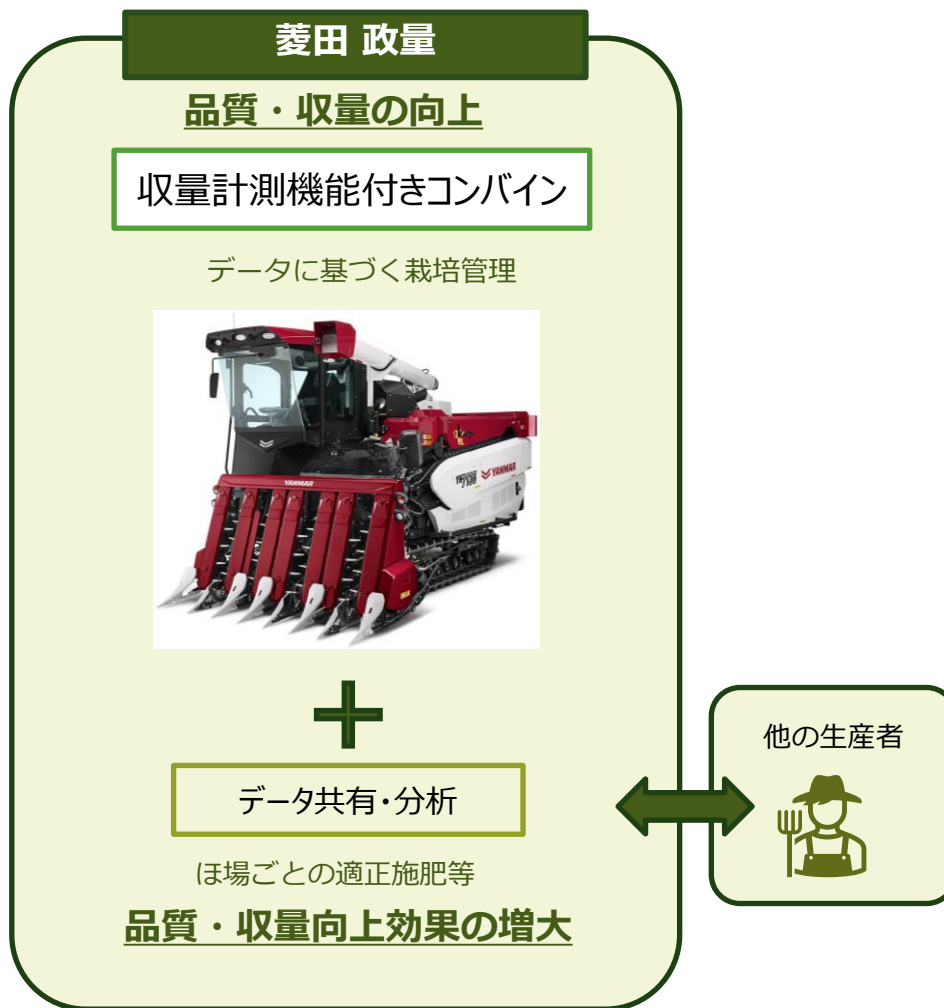 菱田 政量
品質・収量の向上
収量計測機能付きコンバイン
データに基づく栽培管理
YANMAR
YANMAR
データ共有・分析
ほ場ごとの適正施肥等
品質・収量向上効果の増大
他の生産者